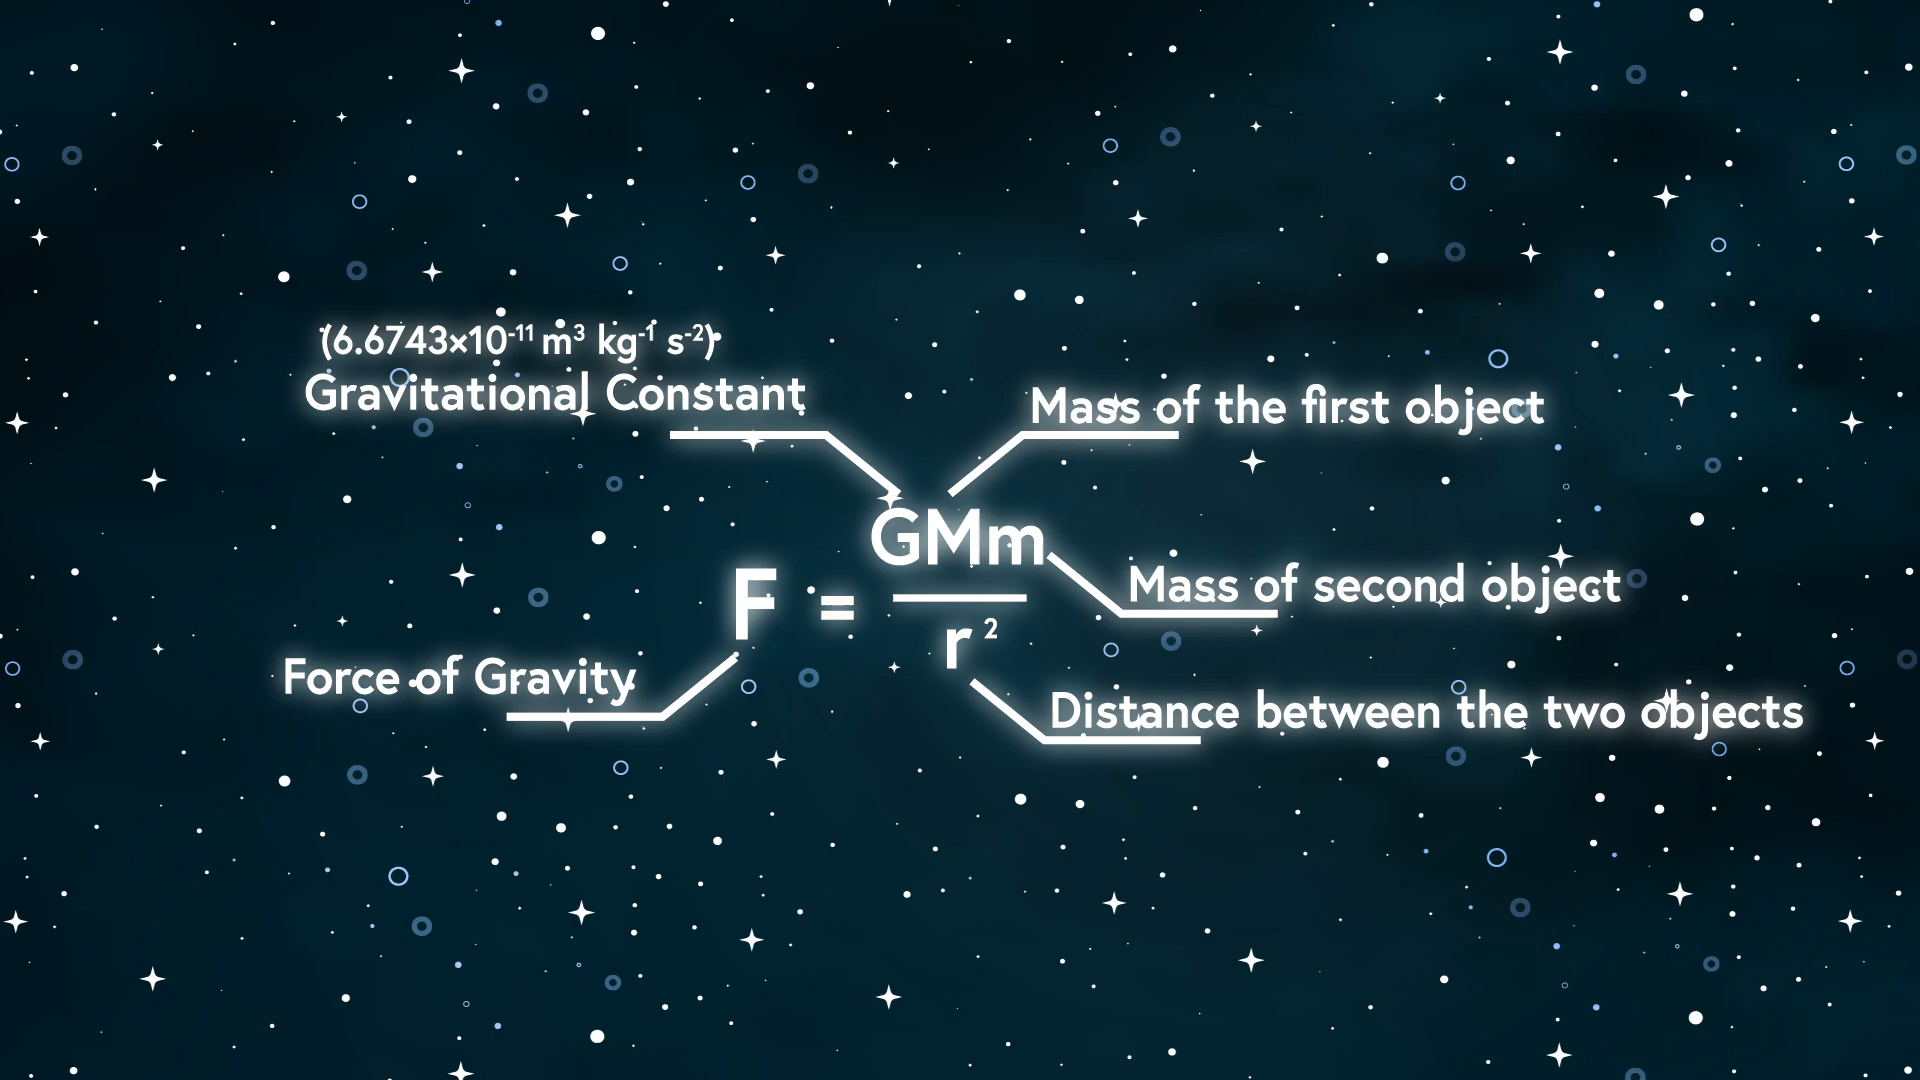 (6.6743×10⁻¹¹ m³ kg⁻¹ s⁻²)
Gravitational Constant
Mass of the first object
GMm
F =
r ²
Mass of second object
Force of Gravity
Distance between the two objects